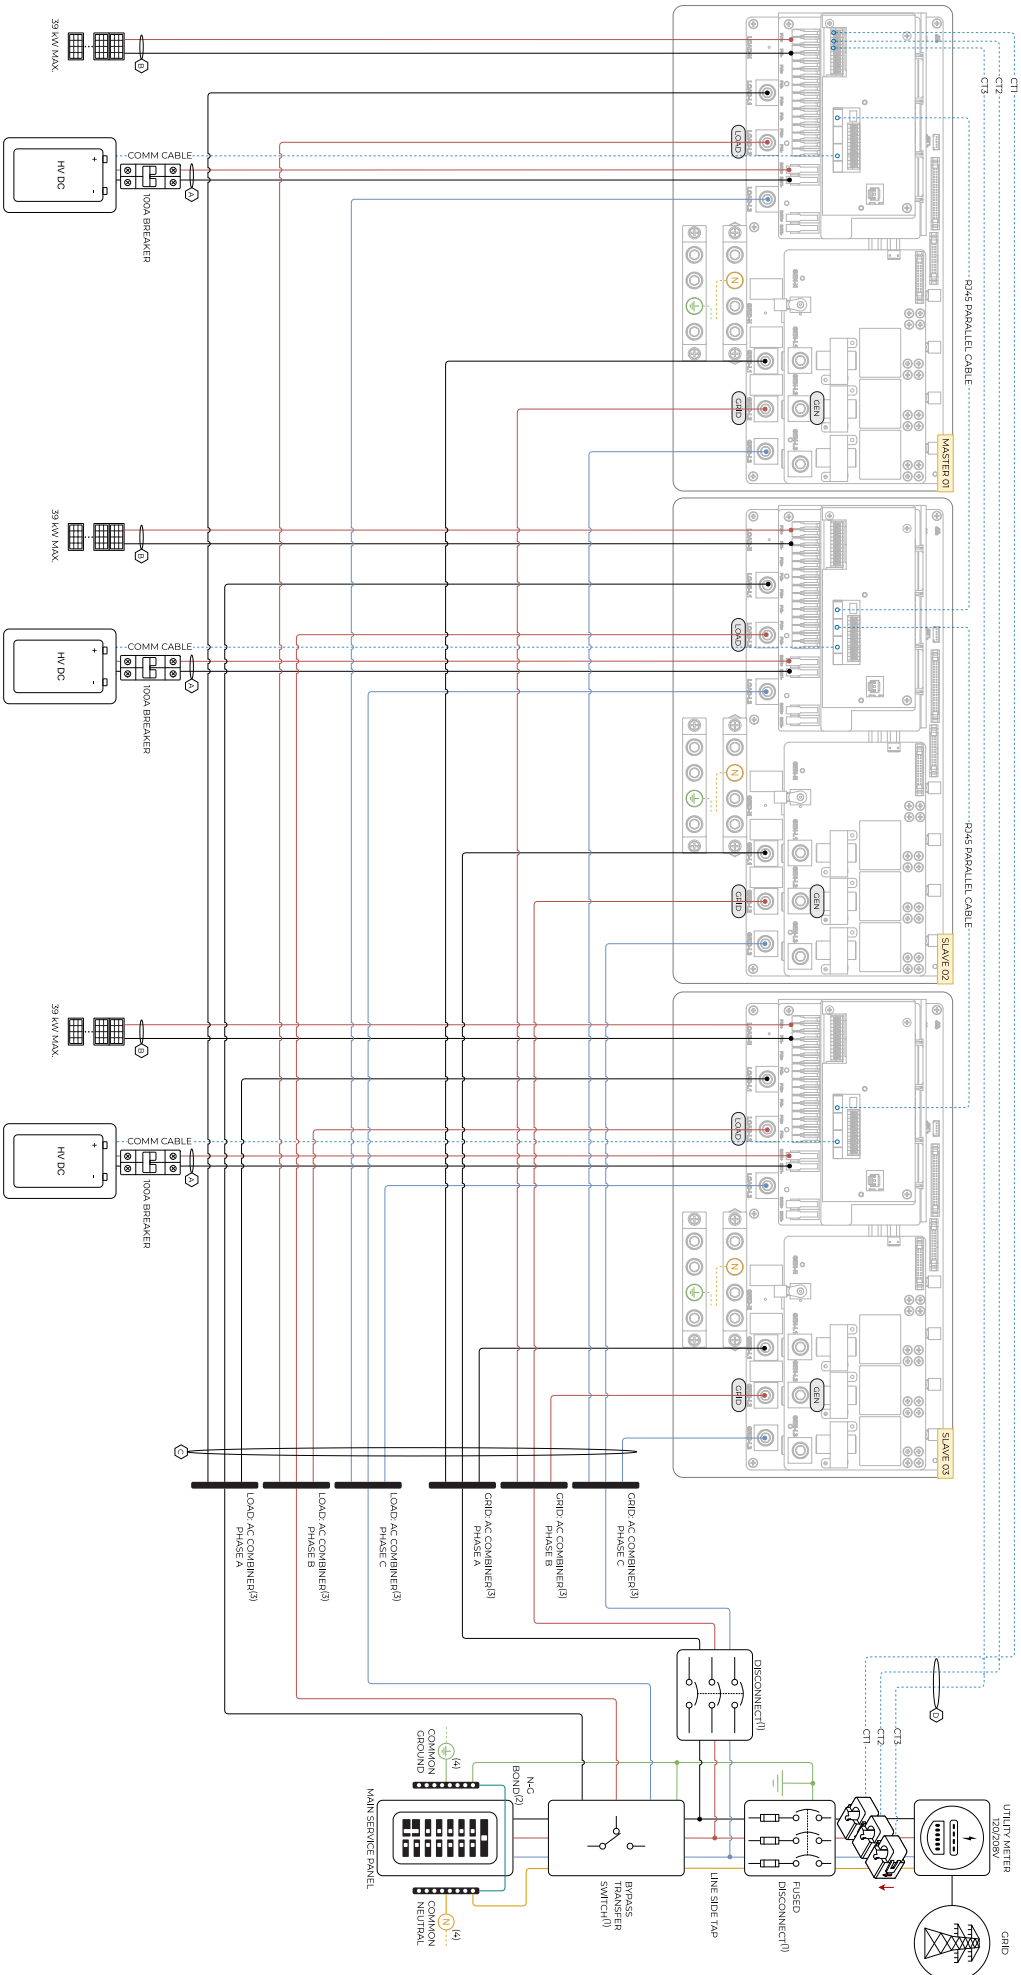 CT1
CT2
CT3
RJ45 PARALLEL CABLE
RJ45 PARALLEL CABLE
MASTER 01
SLAVE 02
SLAVE 03
LOAD
GRID
GEN
N
LOAD
GRID
GEN
N
LOAD
GRID
GEN
N
39 kW MAX.
B
COMM CABLE
HV DC
+
-
A
100A BREAKER
39 kW MAX.
B
COMM CABLE
HV DC
+
-
A
100A BREAKER
39 kW MAX.
B
COMM CABLE
HV DC
+
-
A
100A BREAKER
C
LOAD: AC COMBINER(3)
PHASE A
LOAD: AC COMBINER(3)
PHASE B
LOAD: AC COMBINER(3)
PHASE C
GRID: AC COMBINER(3)
PHASE A
GRID: AC COMBINER(3)
PHASE B
GRID: AC COMBINER(3)
PHASE C
DISCONNECT(1)
D
CT1
CT2
CT3
UTILITY METER
120/208V
GRID
FUSED
DISCONNECT(1)
LINE SIDE TAP
BYPASS
TRANSFER
SWITCH(1)
N-G
BOND(2)
MAIN SERVICE PANEL
(4)
COMMON
GROUND
N
(4)
COMMON
NEUTRAL